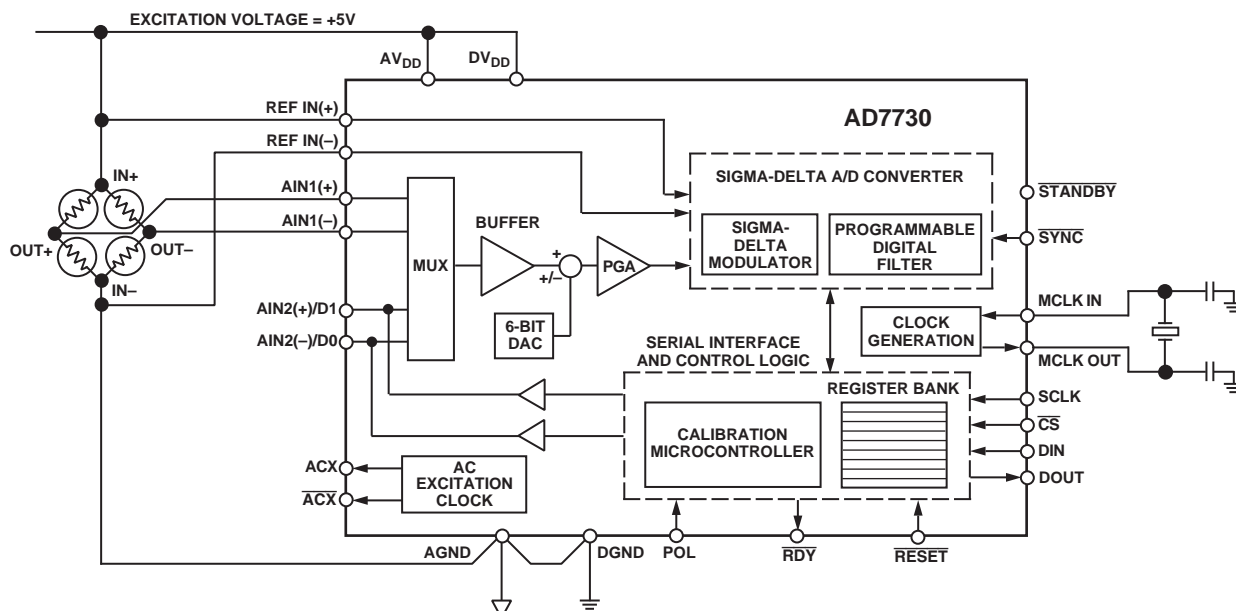 EXCITATION VOLTAGE = +5V
AVDD
DVDD
REF IN(+)
REF IN(–)
AD7730
IN+
AIN1(+)
AIN1(–)
OUT+
OUT–
IN–
MUX
BUFFER
+
+/–
PGA
6-BIT
DAC
SIGMA-DELTA A/D CONVERTER
SIGMA-
DELTA
MODULATOR
PROGRAMMABLE
DIGITAL
FILTER
STANDBY
SYNC
AIN2(+)/D1
AIN2(–)/D0
CLOCK
GENERATION
MCLK IN
MCLK OUT
SERIAL INTERFACE
AND CONTROL LOGIC
REGISTER BANK
CALIBRATION
MICROCONTROLLER
SCLK
CS
DIN
DOUT
ACX
ACX
AC
EXCITATION
CLOCK
AGND
DGND
POL
RDY
RESET